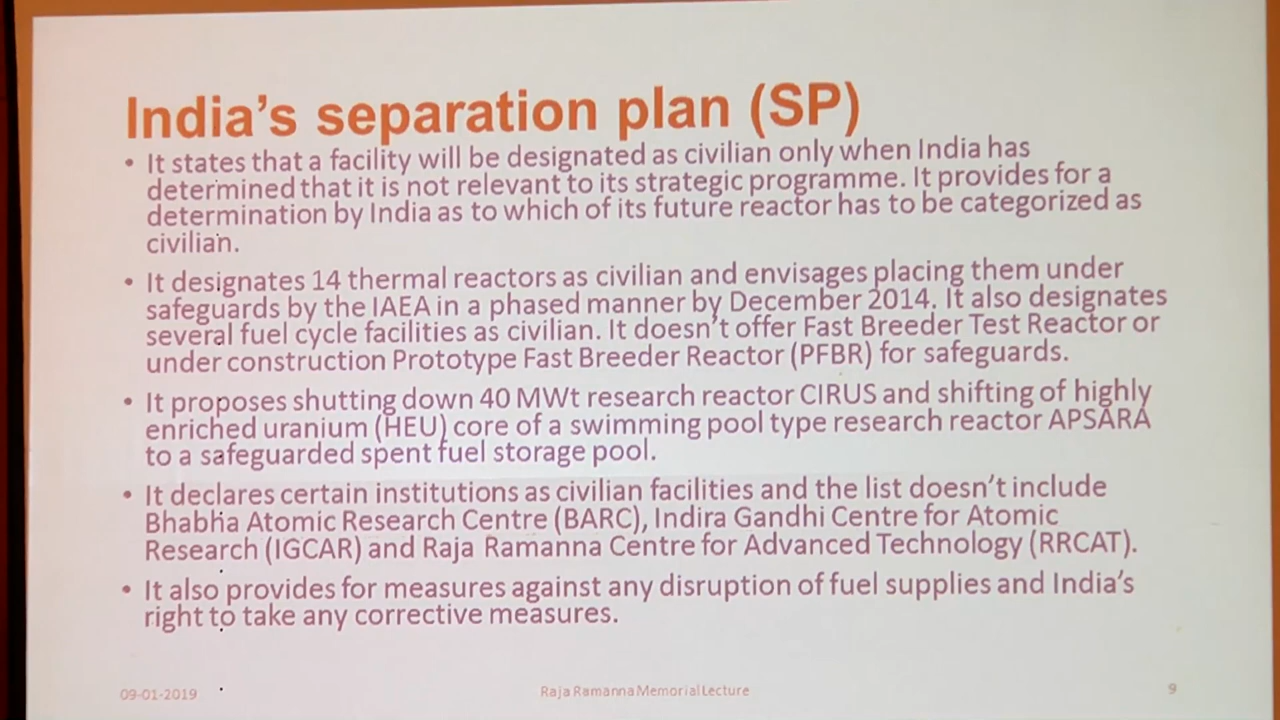 India's separation plan (SP)
• It states that a facility will be designated as civilian only when India has
determined that it is not relevant to its strategic programme. It provides for a
determination by India as to which of its future reactor has to be categorized as
civilian.
• It designates 14 thermal reactors as civilian and envisages placing them under
safeguards by the IAEA in a phased manner by December 2014. It also designates
several fuel cycle facilities as civilian. It doesn't offer Fast Breeder Test Reactor or
under construction Prototype Fast Breeder Reactor (PFBR) for safeguards.
• It proposes shutting down 40 MWt research reactor CIRUS and shifting of highly
enriched uranium (HEU) core of a swimming pool type research reactor APSARA
to a safeguarded spent fuel storage pool.
• It declares certain institutions as civilian facilities and the list doesn't include
Bhabha Atomic Research Centre (BARC), Indira Gandhi Centre for Atomic
Research (IGCAR) and Raja Ramanna Centre for Advanced Technology (RRCAT).
• It also provides for measures against any disruption of fuel supplies and India's
right to take any corrective measures.
09-01-2019 Raja Ramanna Memorial Lecture 9